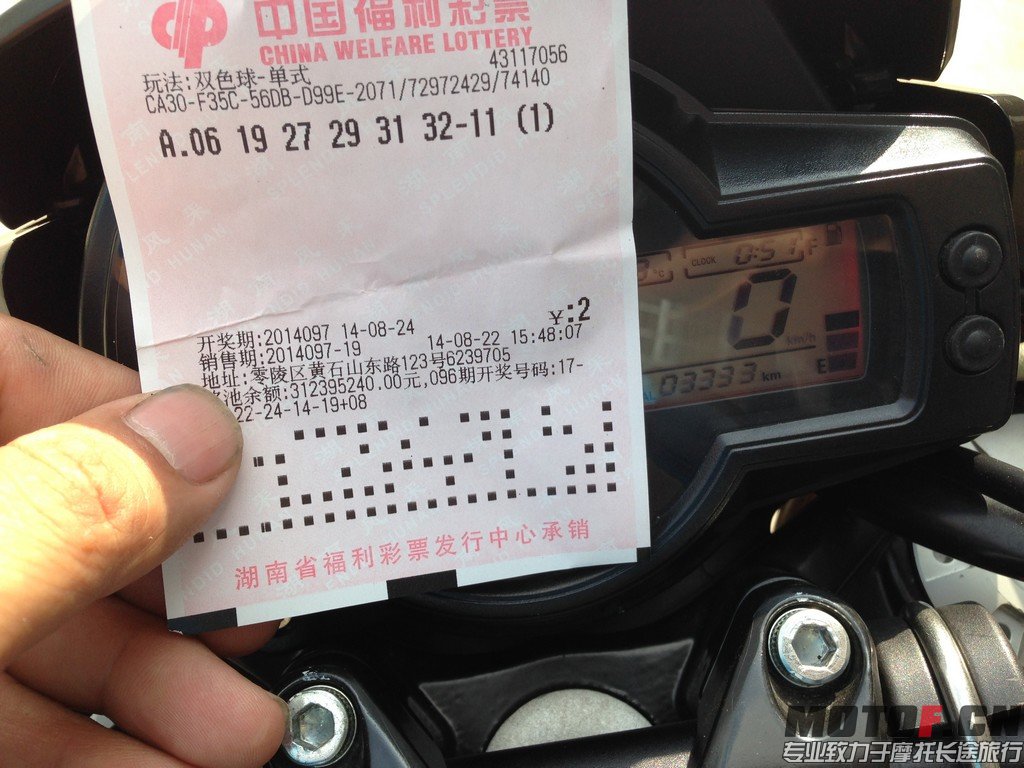 中国福利彩票
CHINA WELFARE LOTTERY
43117056
玩法:双色球-单式
CA30-F35C-56DB-D99E-2071/72972429/74140
A.06 19 27 29 31 32-11 (1)
开奖期:2014097 14-08-24 ¥:2
销售期:2014097-19 14-08-22 15:48:07
地址:零陵区黄石山东路123号6239705
池余额:312395240.00元,096期开奖号码:17-
22-24-14-19+08
湖南省福利彩票发行中心承销
°C CLOCK 0:51 F
0
km/h
E
03333 km
MOTOF.CN
专业致力于摩托长途旅行